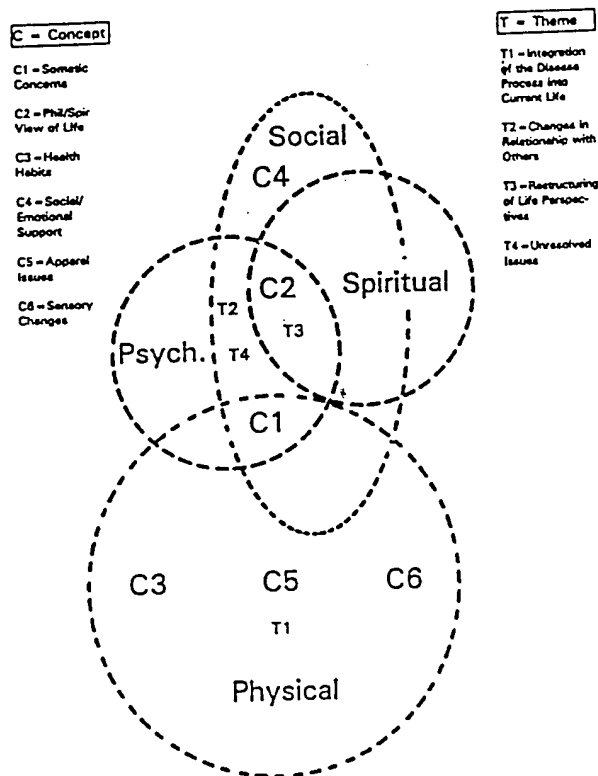 C = Concept
C1 = Somatic
Concerns
C2 = Phil/Spir
View of Life
C3 = Health
Habits
C4 = Social/
Emotional
Support
C5 = Apparel
Issues
C6 = Sensory
Changes
T = Theme
T1 = Integration
of the Disease
Process into
Current Life
T2 = Changes in
Relationship with
Others
T3 = Restructuring
of Life Perspec-
tives
T4 = Unresolved
Issues
Social
C4
C2
Spiritual
T2
T3
Psych.
T4
C1
C3
C5
C6
T1
Physical